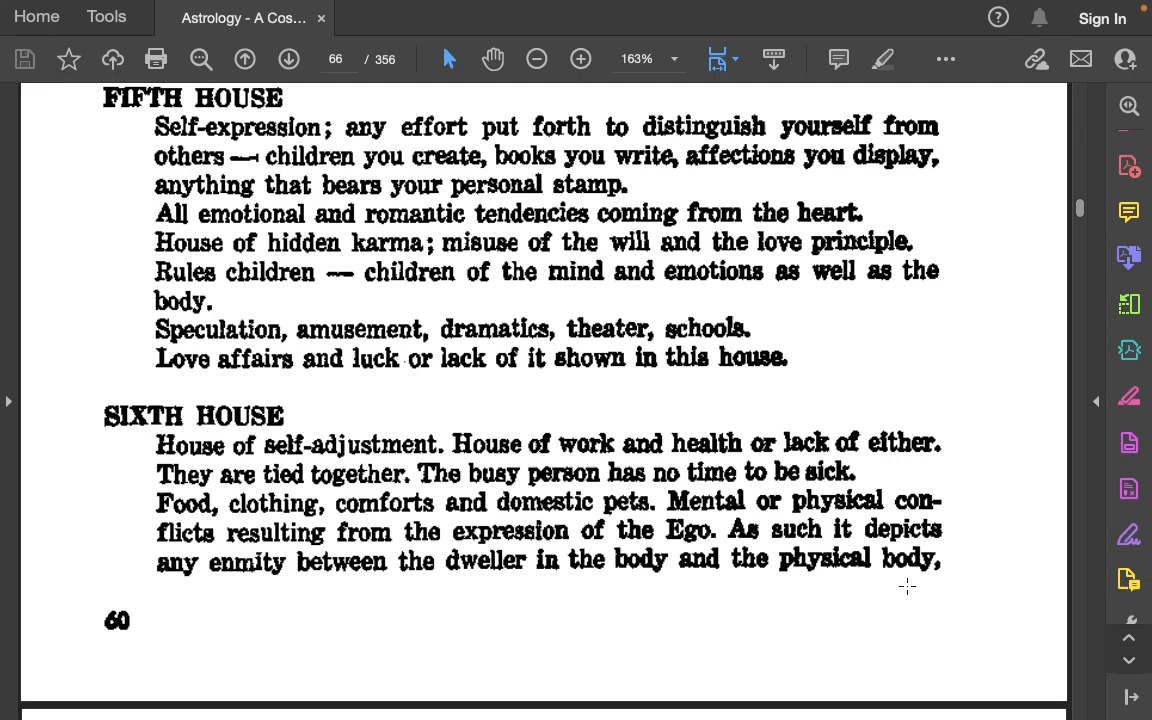 Home Tools Astrology - A Cos... × Sign In
66 / 356 163%
FIFTH HOUSE
Self-expression; any effort put forth to distinguish yourself from
others — children you create, books you write, affections you display,
anything that bears your personal stamp.
All emotional and romantic tendencies coming from the heart.
House of hidden karma; misuse of the will and the love principle.
Rules children — children of the mind and emotions as well as the
body.
Speculation, amusement, dramatics, theater, schools.
Love affairs and luck or lack of it shown in this house.
SIXTH HOUSE
House of self-adjustment. House of work and health or lack of either.
They are tied together. The busy person has no time to be sick.
Food, clothing, comforts and domestic pets. Mental or physical con-
flicts resulting from the expression of the Ego. As such it depicts
any enmity between the dweller in the body and the physical body,
60